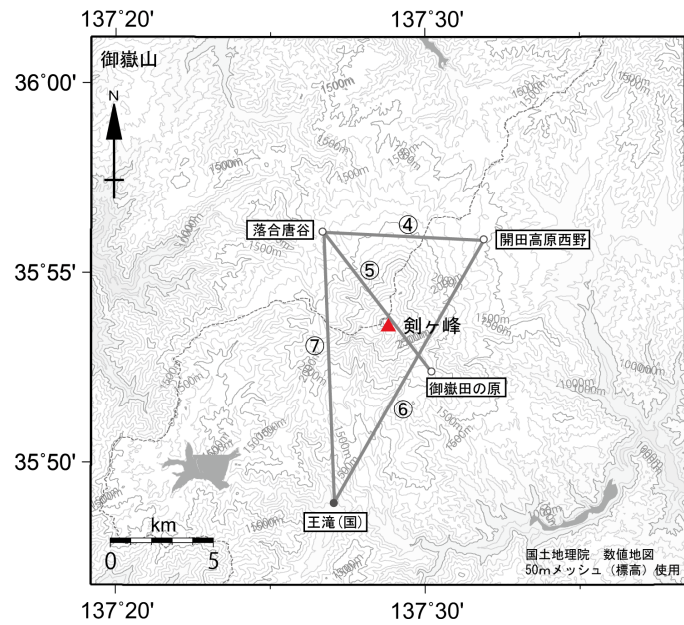 137°20'
137°30'
御嶽山
36°00'
N
1500m
1500m
1500m
1500m
1500m
1500m
1000m
落合唐谷
④
開田高原西野
⑤
35°55'
2000m
剣ヶ峰
⑦
2000m
御嶽田の原
1000m
1000m
⑥
1500m
35°50'
1500m
1500m
1500m
1000m
王滝(国)
km
0
5
国土地理院 数値地図
50mメッシュ(標高)使用
137°20'
137°30'